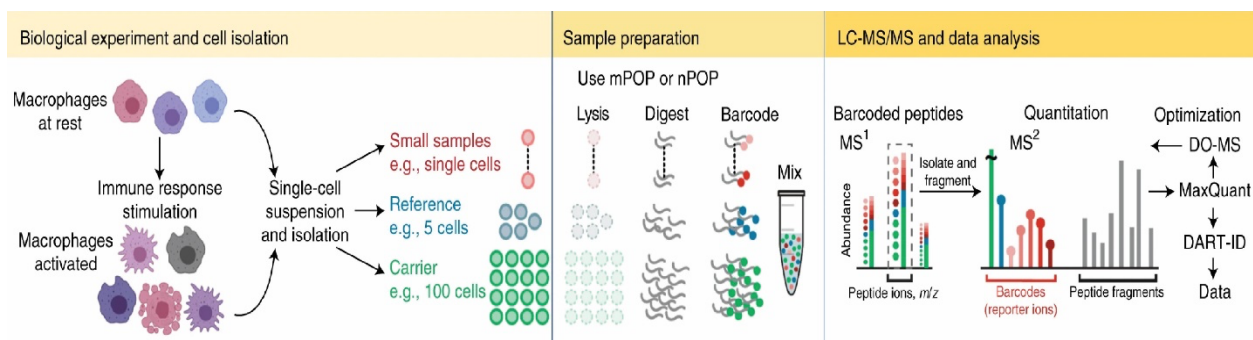 Biological experiment and cell isolation
Macrophages
at rest
Immune response
stimulation
Macrophages
activated
Single-cell
suspension
and isolation
Small samples
e.g., single cells
Reference
e.g., 5 cells
Carrier
e.g., 100 cells
Sample preparation
Use mPOP or nPOP
Lysis
Digest
Barcode
Mix
LC-MS/MS and data analysis
Barcoded peptides
MS1
Abundance
Peptide ions, m/z
Isolate and
fragment
Quantitation
MS2
Barcodes
(reporter ions)
Peptide fragments
Optimization
DO-MS
MaxQuant
DART-ID
Data